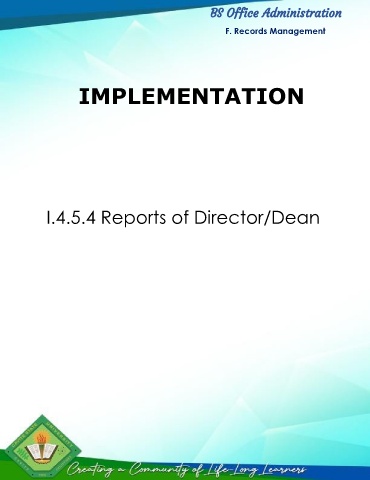 BS Office Administration
F. Records Management
IMPLEMENTATION
I.4.5.4 Reports of Director/Dean
Creating a Community of Life-Long Learners